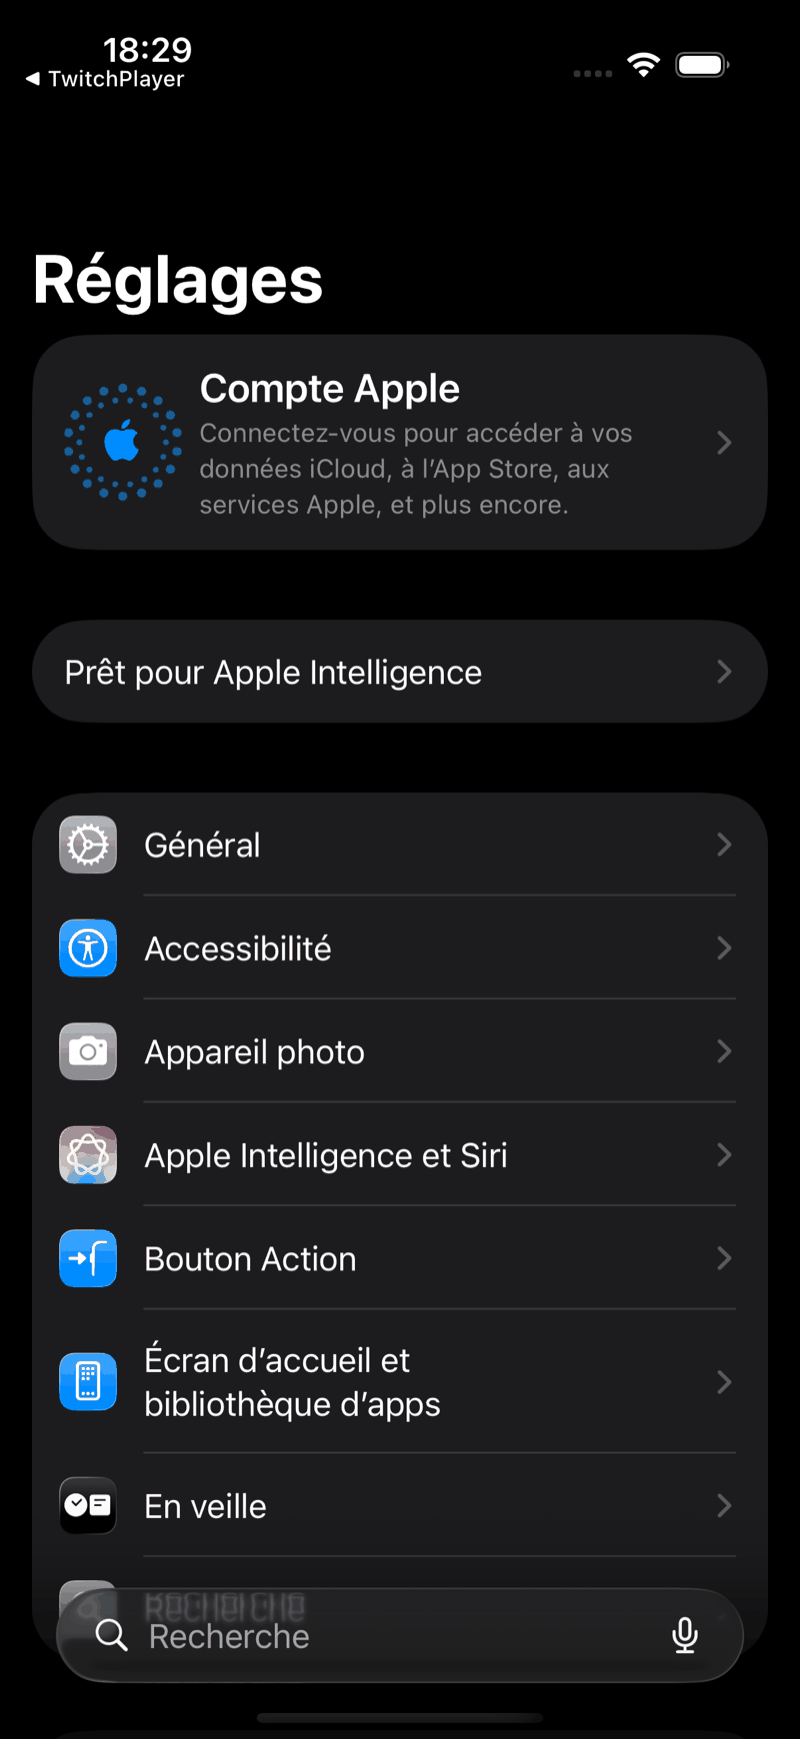 18:29
◀ TwitchPlayer
Réglages
Compte Apple
Connectez-vous pour accéder à vos
données iCloud, à l’App Store, aux
services Apple, et plus encore.
Prêt pour Apple Intelligence
Général
Accessibilité
Appareil photo
Apple Intelligence et Siri
Bouton Action
Écran d’accueil et
bibliothèque d’apps
En veille
Recherche
Recherche